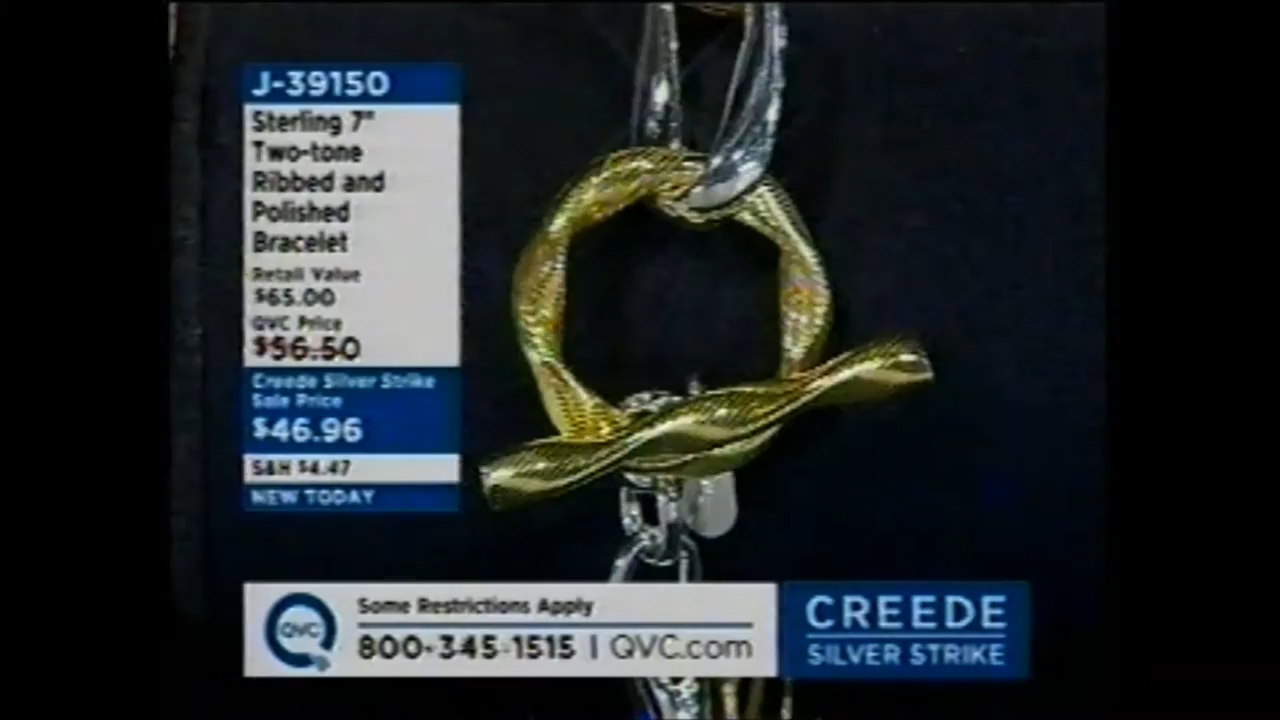 J-39150
Sterling 7"
Two-tone
Ribbed and
Polished
Bracelet
Retail Value
$65.00
QVC Price
$56.50
Creede Silver Strike
Sale Price
$46.96
S&H $4.47
NEW TODAY
QVC
Some Restrictions Apply
800-345-1515 | QVC.com
CREEDE
SILVER STRIKE